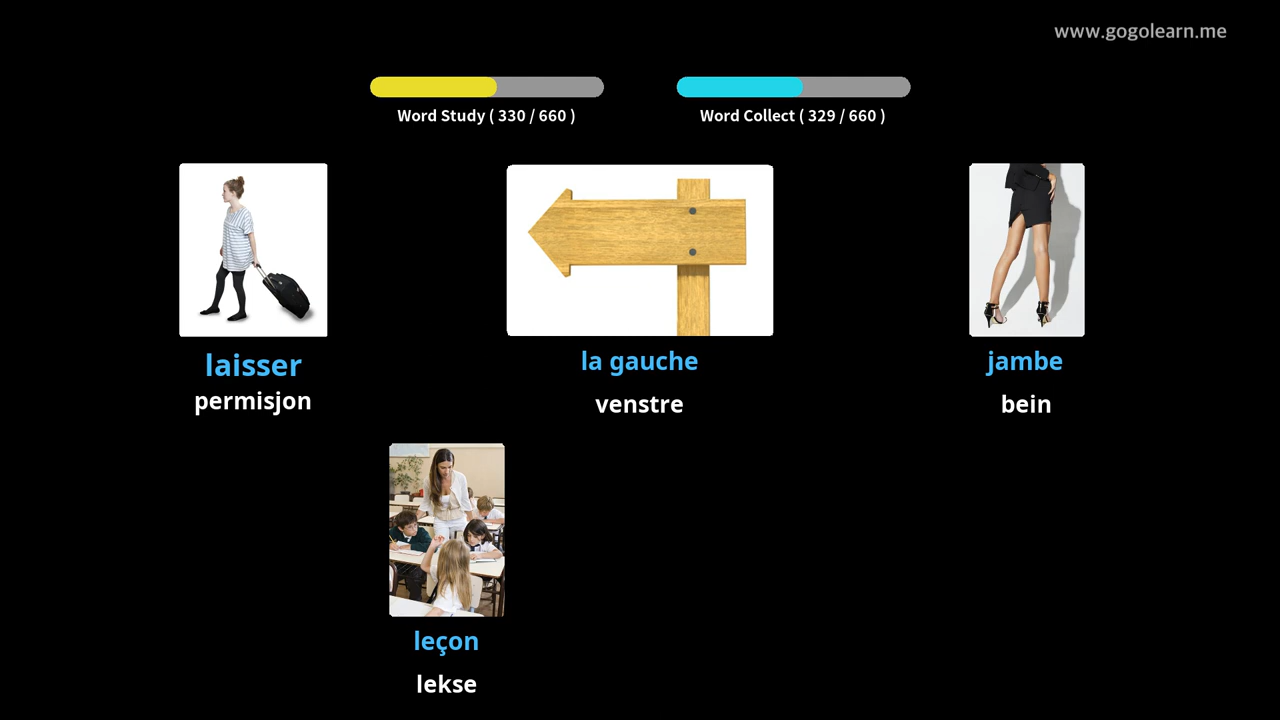 www.gogolearn.me
Word Study ( 330 / 660 )
Word Collect ( 329 / 660 )
laisser
permisjon
la gauche
venstre
jambe
bein
leçon
lekse